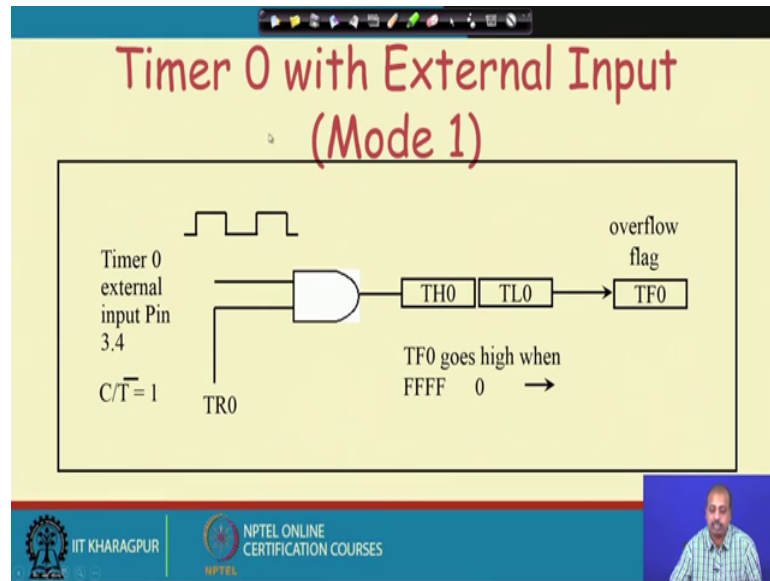 Timer 0 with External Input
(Mode 1)
overflow
flag
Timer 0
external
input Pin
3.4
TH0 TL0
TF0
TF0 goes high when
FFFF 0 →
C/T̅ = 1
TR0
IIT KHARAGPUR
NPTEL
NPTEL ONLINE
CERTIFICATION COURSES